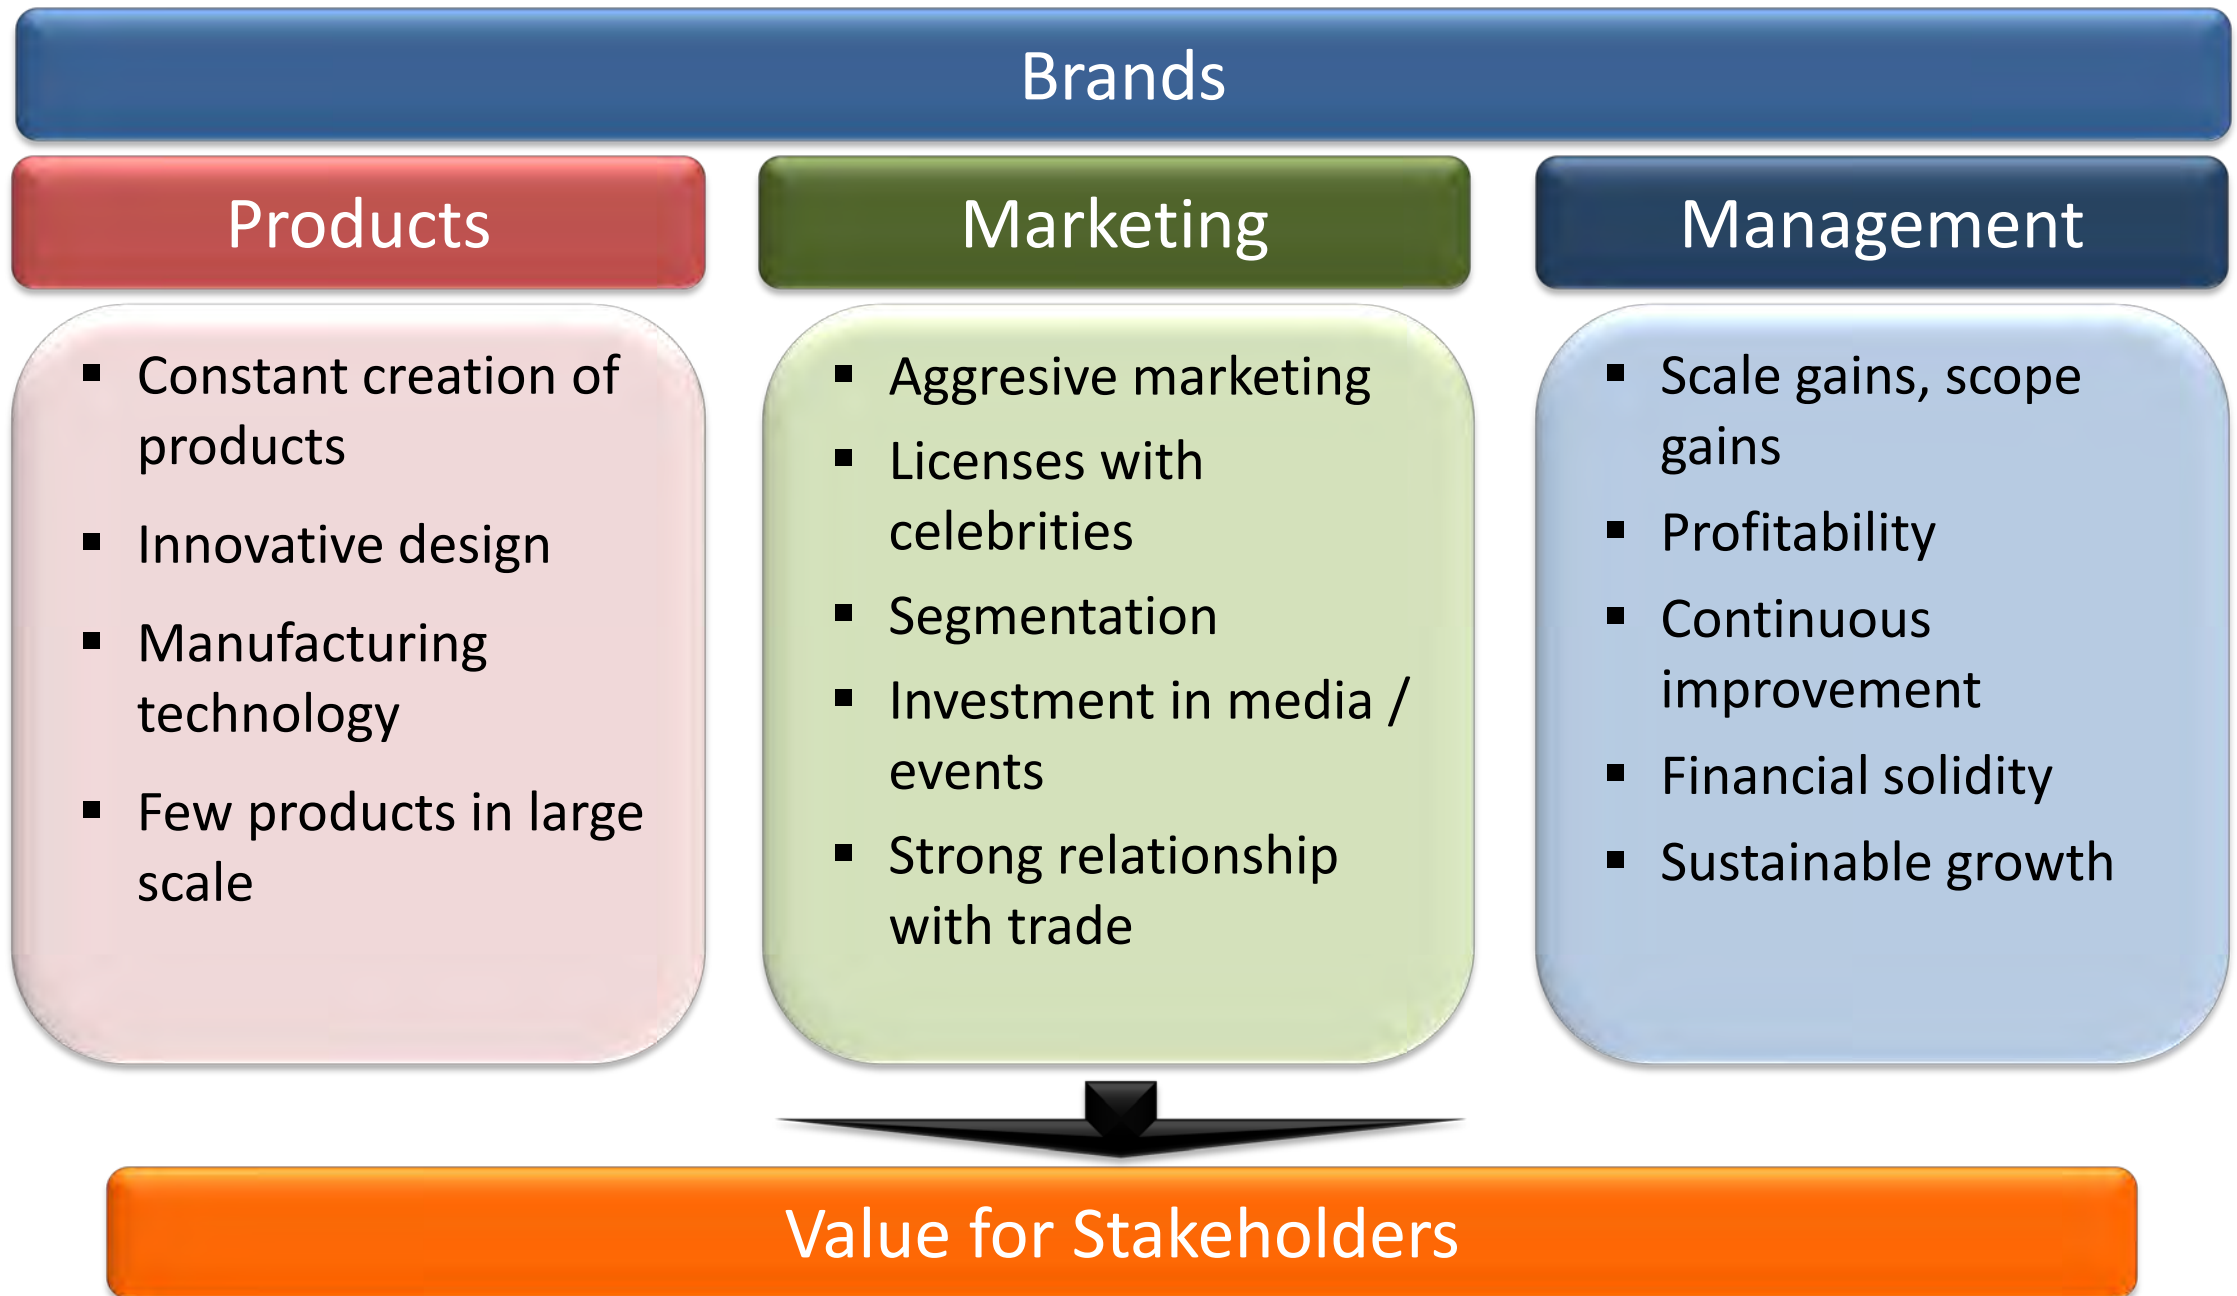 Brands
Products
▪ Constant creation of
products
▪ Innovative design
▪ Manufacturing
technology
▪ Few products in large
scale
Marketing
▪ Aggresive marketing
▪ Licenses with
celebrities
▪ Segmentation
▪ Investment in media /
events
▪ Strong relationship
with trade
Management
▪ Scale gains, scope
gains
▪ Profitability
▪ Continuous
improvement
▪ Financial solidity
▪ Sustainable growth
Value for Stakeholders